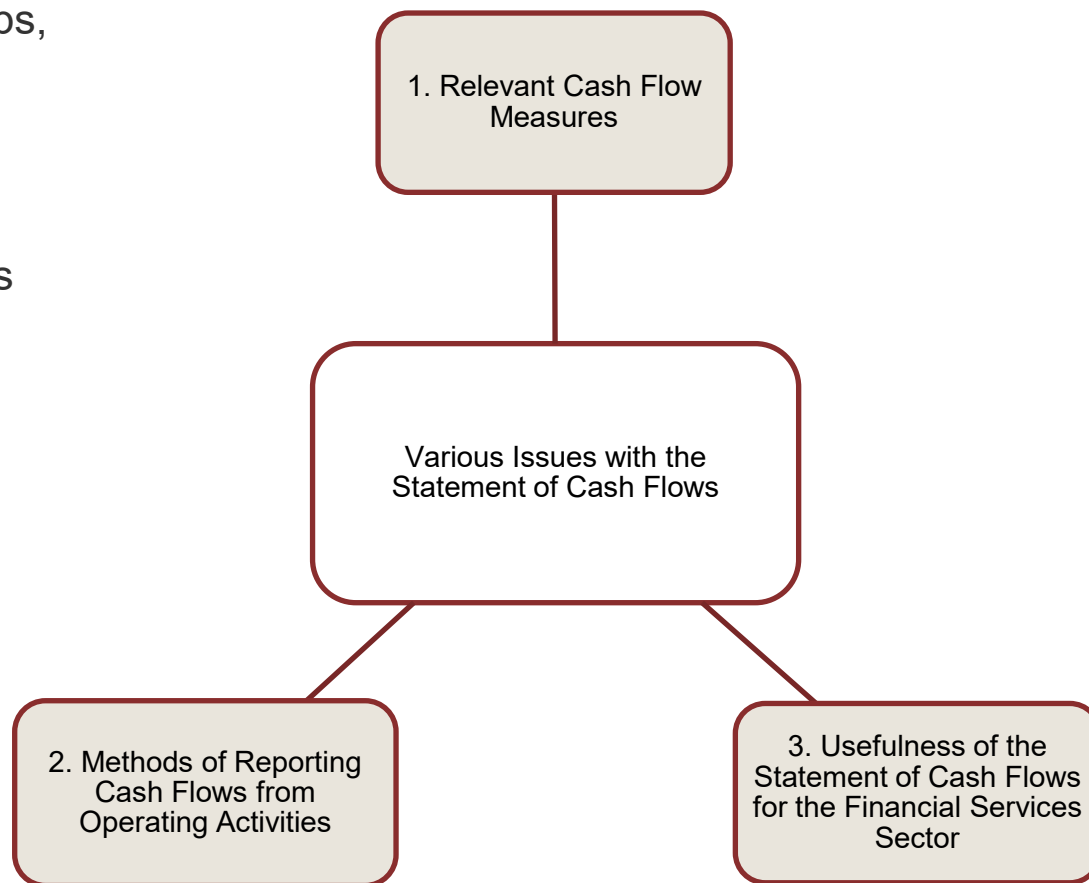 1. Relevant Cash Flow
Measures
Various Issues with the
Statement of Cash Flows
2. Methods of Reporting
Cash Flows from
Operating Activities
3. Usefulness of the
Statement of Cash Flows
for the Financial Services
Sector